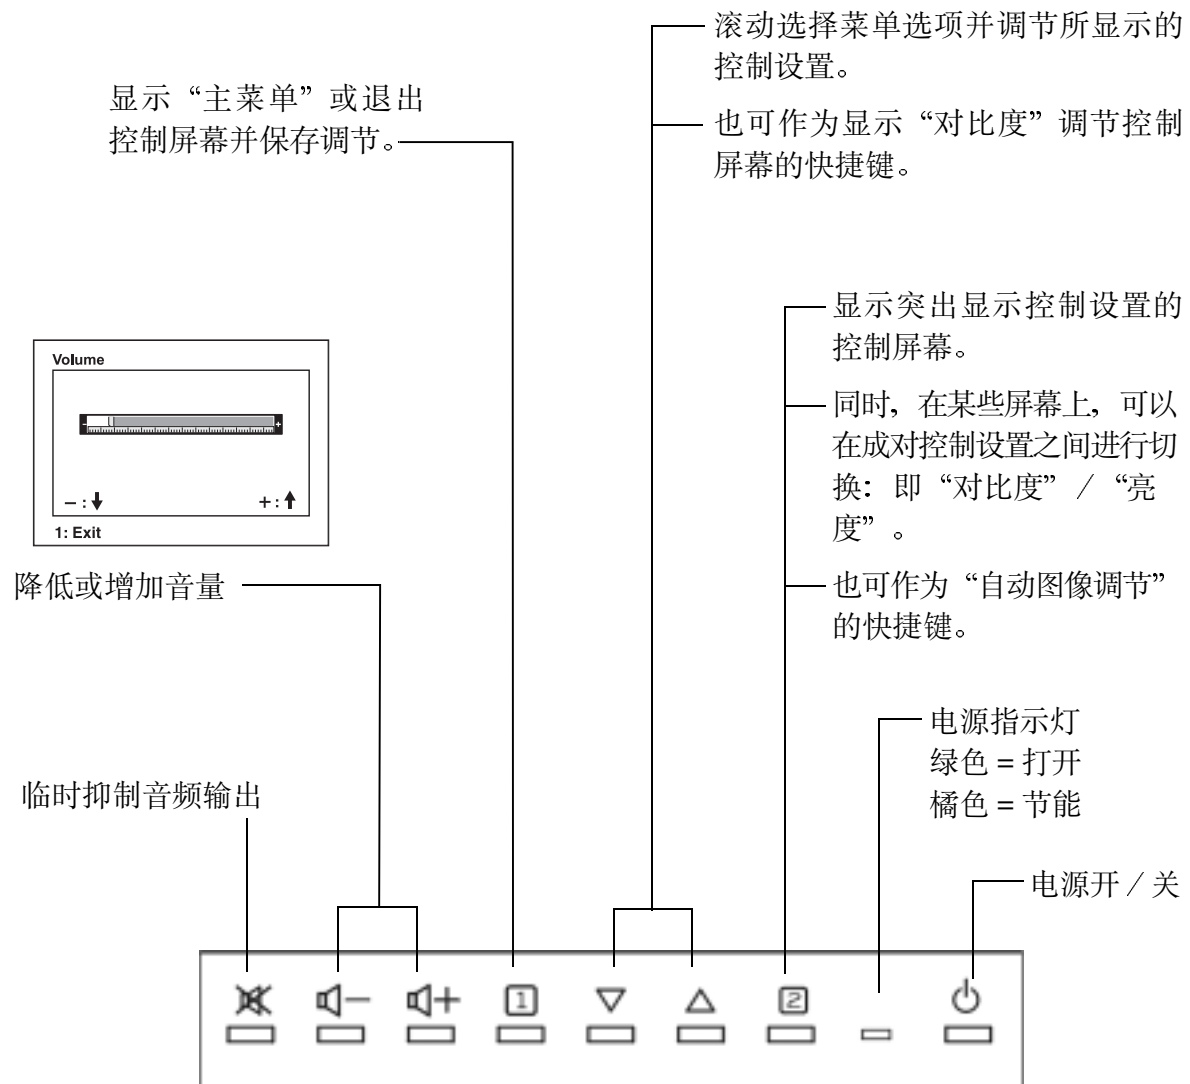 滚动选择菜单选项并调节所显示的
控制设置。
也可作为显示“对比度”调节控制
屏幕的快捷键。
显示“主菜单”或退出
控制屏幕并保存调节。
显示突出显示控制设置的
控制屏幕。
同时，在某些屏幕上，可以
在成对控制设置之间进行切
换：即“对比度” / “亮
度”。
也可作为“自动图像调节”
的快捷键。
Volume
- +
– : ↓ + : ↑
1: Exit
降低或增加音量
电源指示灯
绿色 = 打开
橘色 = 节能
临时抑制音频输出
电源开 / 关
– + 1 ▽ △ 2